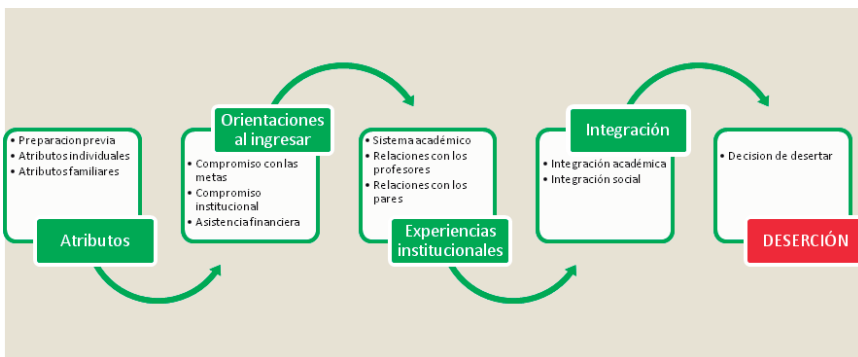 • Preparacion previa
• Atributos individuales
• Atributos familiares
Atributos
Orientaciones
al ingresar
• Compromiso con las
metas
• Compromiso
institucional
• Asistencia financiera
• Sistema académico
• Relaciones con los
profesores
• Relaciones con los
pares
Experiencias
institucionales
Integración
• Integración académica
• Integración social
• Decision de desertar
DESERCIÓN